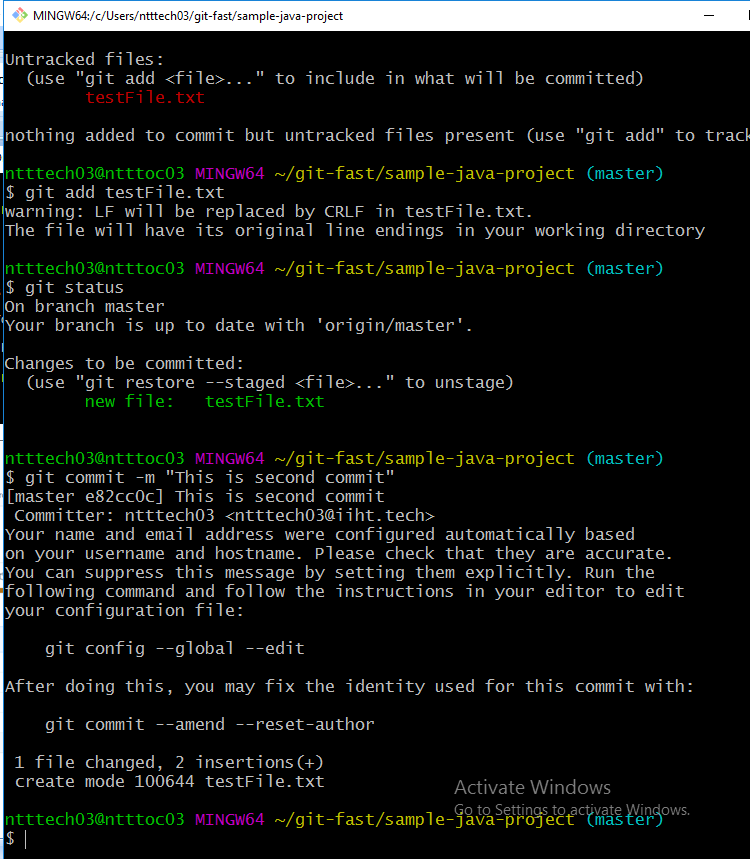 MINGW64:/c/Users/ntttech03/git-fast/sample-java-project
Untracked files:
  (use "git add <file>..." to include in what will be committed)
        testFile.txt
nothing added to commit but untracked files present (use "git add" to track
ntttech03@ntttoc03 MINGW64 ~/git-fast/sample-java-project (master)
$ git add testFile.txt
warning: LF will be replaced by CRLF in testFile.txt.
The file will have its original line endings in your working directory
ntttech03@ntttoc03 MINGW64 ~/git-fast/sample-java-project (master)
$ git status
On branch master
Your branch is up to date with 'origin/master'.
Changes to be committed:
  (use "git restore --staged <file>..." to unstage)
        new file:   testFile.txt
ntttech03@ntttoc03 MINGW64 ~/git-fast/sample-java-project (master)
$ git commit -m "This is second commit"
[master e82cc0c] This is second commit
 Committer: ntttech03 <ntttech03@iiht.tech>
Your name and email address were configured automatically based
on your username and hostname. Please check that they are accurate.
You can suppress this message by setting them explicitly. Run the
following command and follow the instructions in your editor to edit
your configuration file:
    git config --global --edit
After doing this, you may fix the identity used for this commit with:
    git commit --amend --reset-author
 1 file changed, 2 insertions(+)
 create mode 100644 testFile.txt
Activate Windows
Go to Settings to activate Windows.
ntttech03@ntttoc03 MINGW64 ~/git-fast/sample-java-project (master)
$